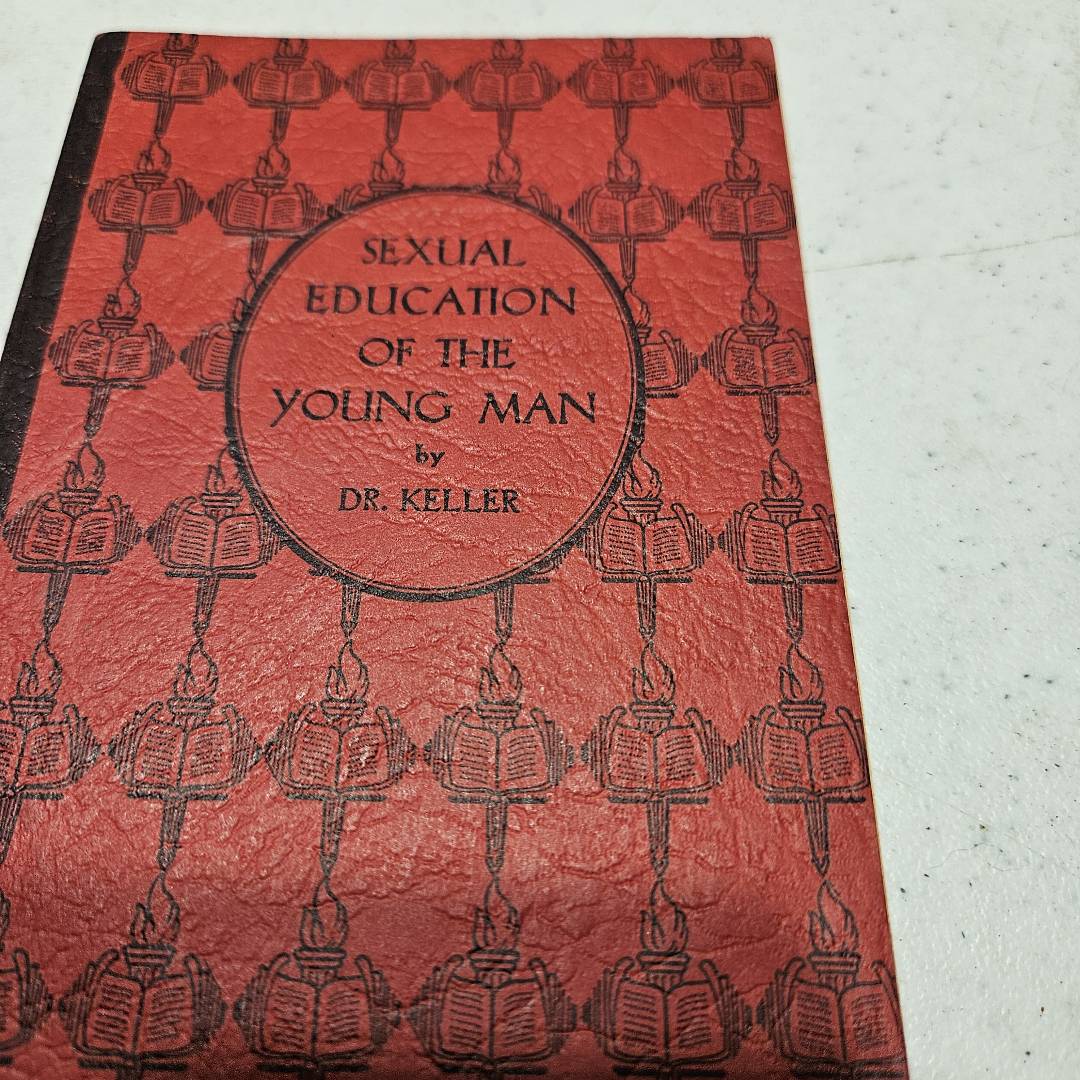 SEXUAL
EDUCATION
OF THE
YOUNG MAN
by
DR. KELLER